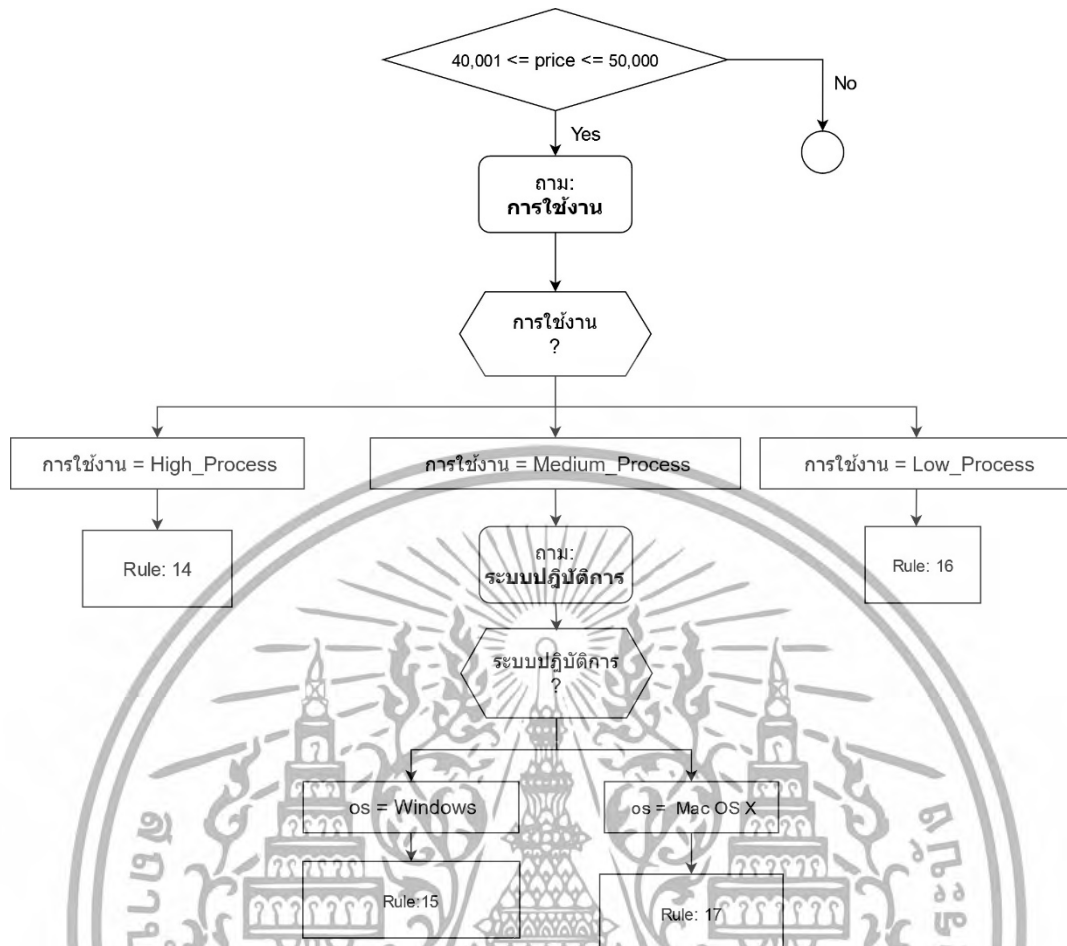 40,001 <= price <= 50,000
No
Yes
ถาม:
การใช้งาน
การใช้งาน
?
การใช้งาน = High_Process
การใช้งาน = Medium_Process
การใช้งาน = Low_Process
Rule: 14
ถาม:
ระบบปฏิบัติการ
Rule: 16
ระบบปฏิบัติการ
?
os = Windows
os = Mac OS X
Rule:15
Rule: 17